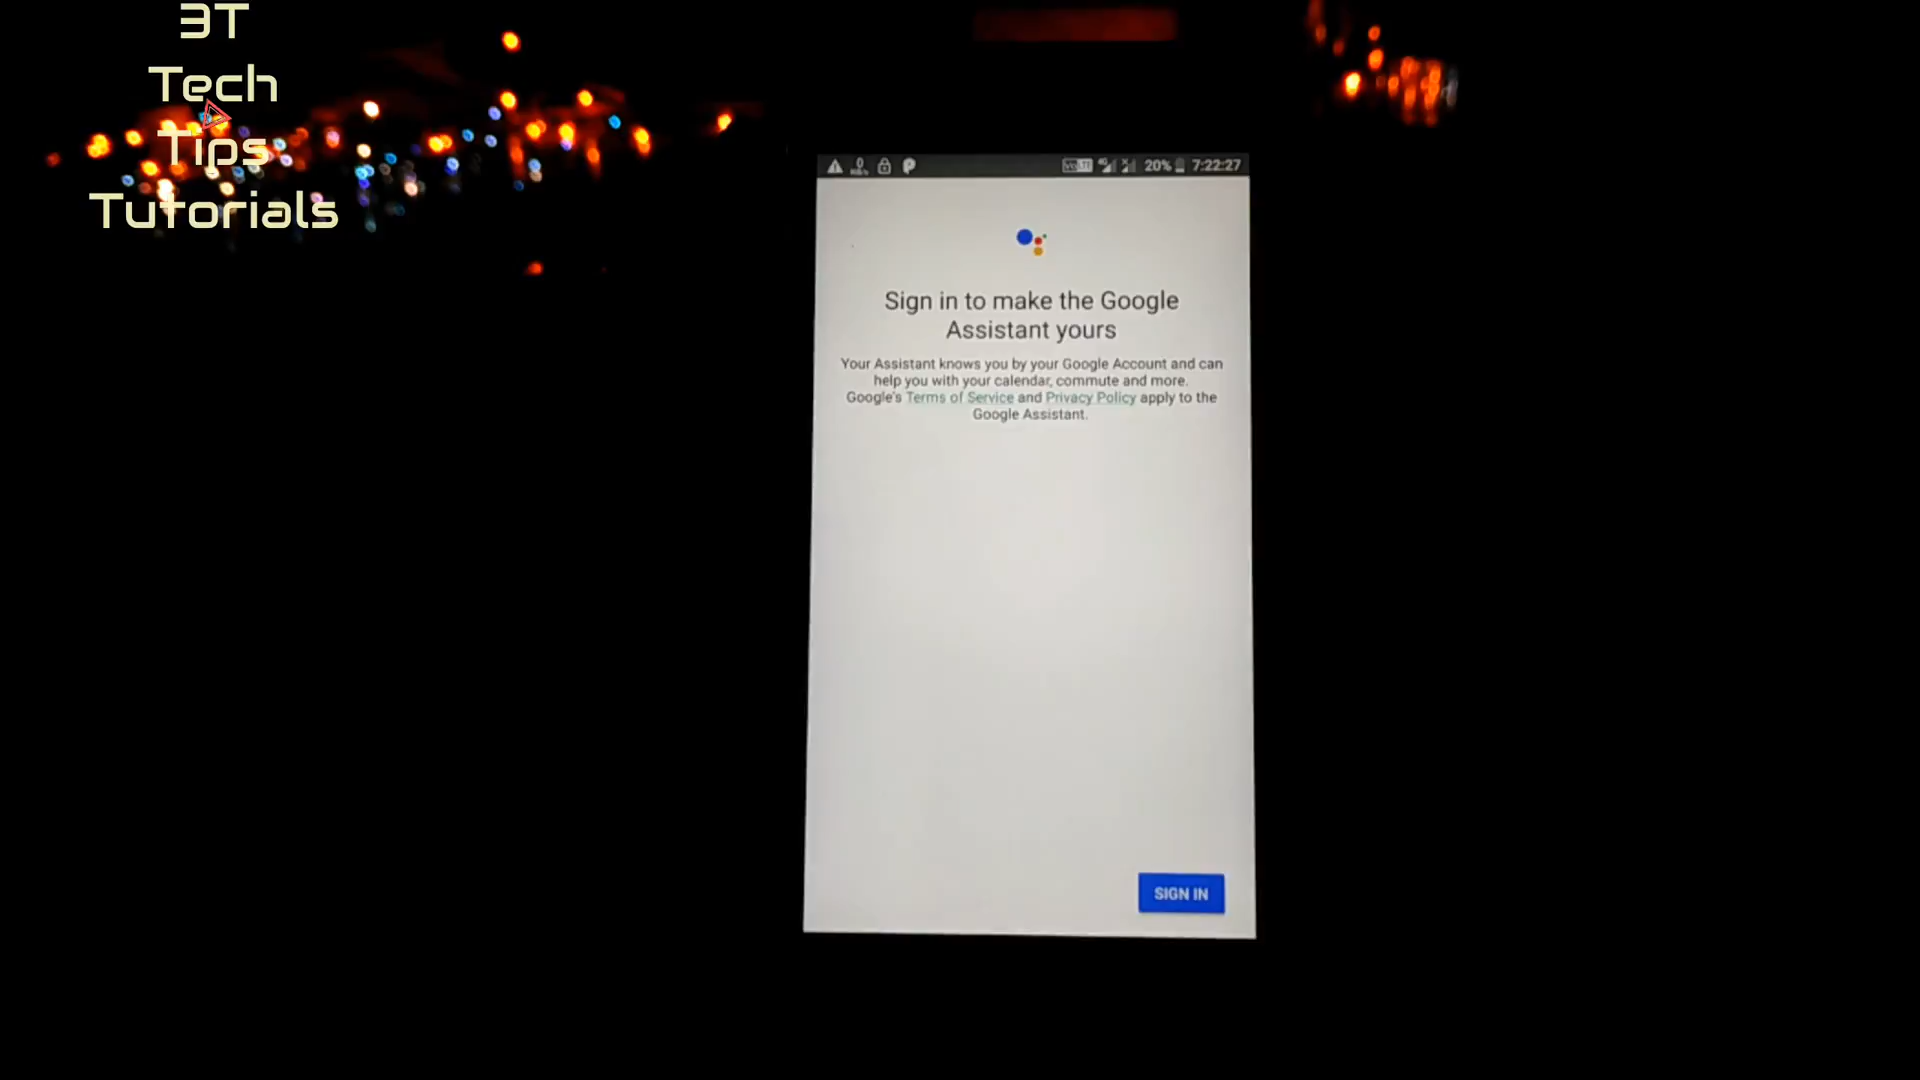 3T
Tech
Tips
Tutorials
20% 7:22:27
Sign in to make the Google
Assistant yours
Your Assistant knows you by your Google Account and can
help you with your calendar, commute and more.
Google's Terms of Service and Privacy Policy apply to the
Google Assistant.
SIGN IN